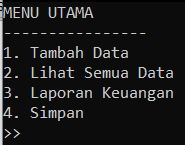 MENU UTAMA
----------------
1. Tambah Data
2. Lihat Semua Data
3. Laporan Keuangan
4. Simpan
>>